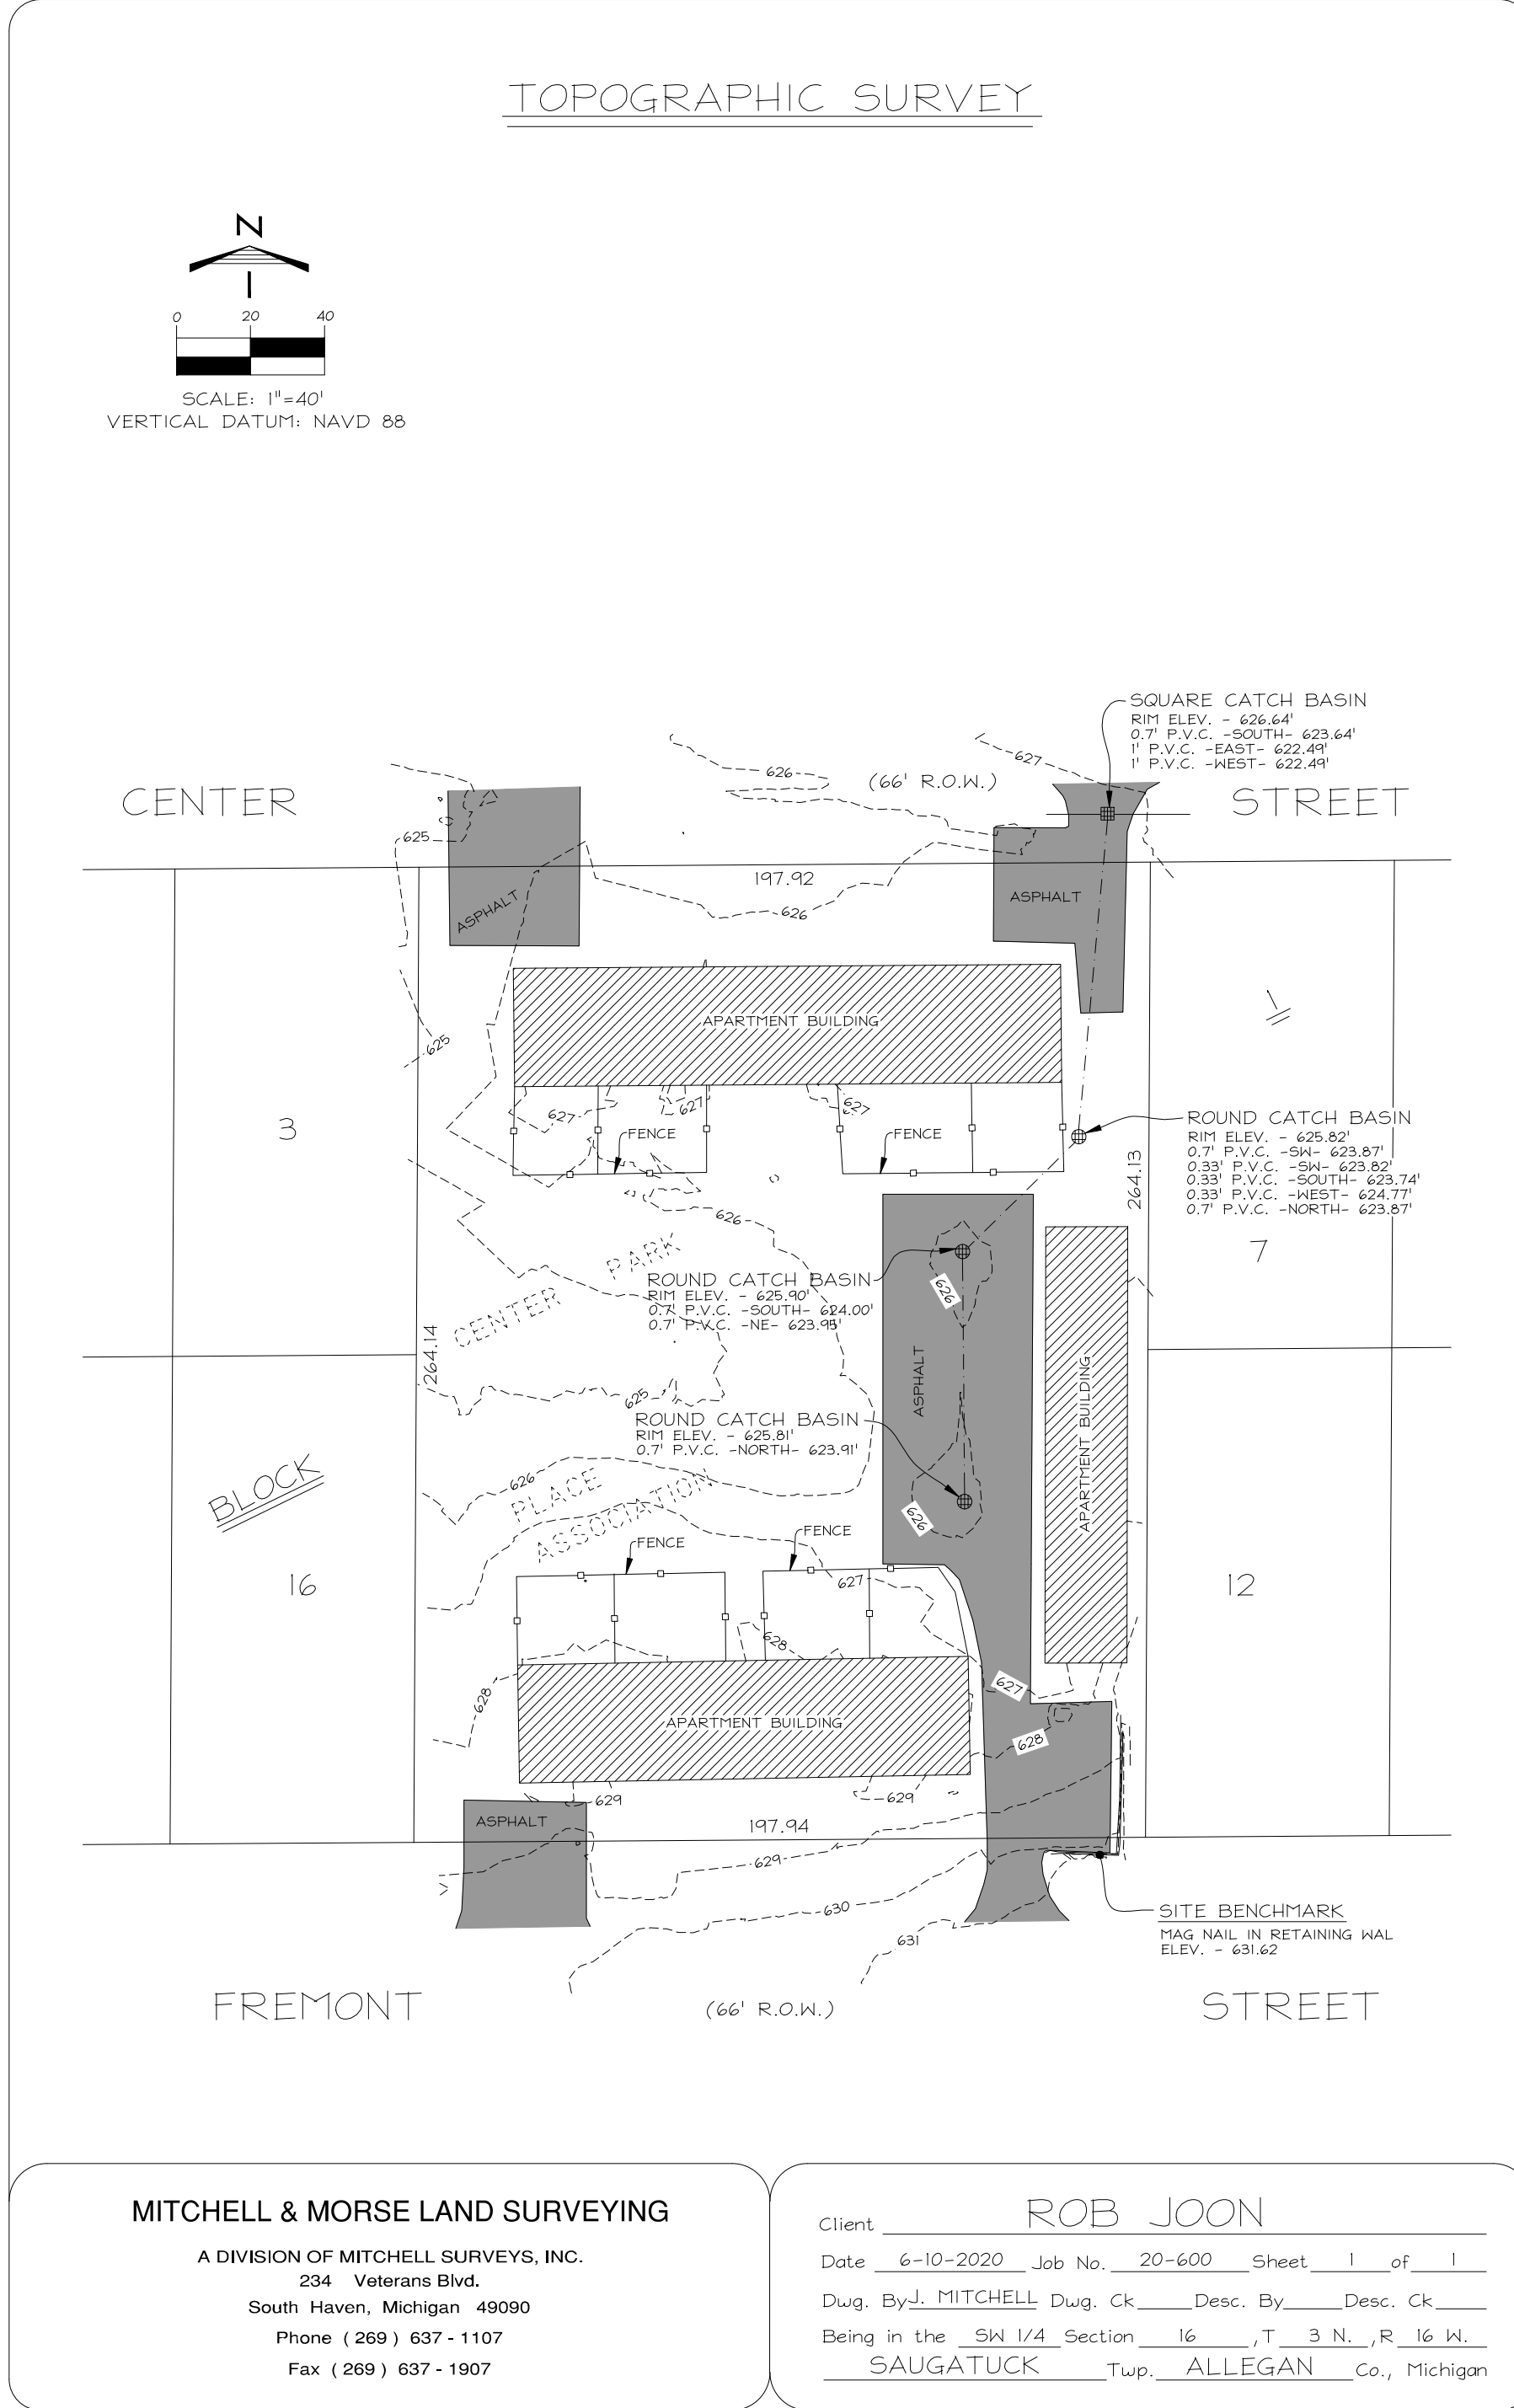 TOPOGRAPHIC SURVEY
N
0 20 40
SCALE: 1"=40'
VERTICAL DATUM: NAVD 88
SQUARE CATCH BASIN
RIM ELEV. - 626.64'
0.7' P.V.C. -SOUTH- 623.64'
1' P.V.C. -EAST- 622.49'
1' P.V.C. -WEST- 622.49'
627
626
(66' R.O.W.)
CENTER
STREET
625
197.92
ASPHALT
ASPHALT
626
APARTMENT BUILDING
625
3
627
627
627
FENCE
FENCE
ROUND CATCH BASIN
RIM ELEV. - 625.82'
0.7' P.V.C. -SW- 623.87'
0.33' P.V.C. -SW- 623.82'
0.33' P.V.C. -SOUTH- 623.74'
0.33' P.V.C. -WEST- 624.77'
0.7' P.V.C. -NORTH- 623.87'
264.13
626
7
CENTER PARK
PLACE
ASSOCIATION
ROUND CATCH BASIN
RIM ELEV. - 625.90'
0.7' P.V.C. -SOUTH- 624.00'
0.7' P.V.C. -NE- 623.95'
626
264.14
ASPHALT
APARTMENT BUILDING
625
ROUND CATCH BASIN
RIM ELEV. - 625.81'
0.7' P.V.C. -NORTH- 623.91'
BLOCK
626
626
FENCE
FENCE
16
627
12
628
628
627
APARTMENT BUILDING
628
629
629
ASPHALT
197.94
629
630
631
SITE BENCHMARK
MAG NAIL IN RETAINING WAL
ELEV. - 631.62
FREMONT
(66' R.O.W.)
STREET
MITCHELL & MORSE LAND SURVEYING
A DIVISION OF MITCHELL SURVEYS, INC.
234 Veterans Blvd.
South Haven, Michigan 49090
Phone ( 269 ) 637 - 1107
Fax ( 269 ) 637 - 1907
Client ROB JOON
Date 6-10-2020 Job No. 20-600 Sheet 1 of 1
Dwg. By J. MITCHELL Dwg. Ck Desc. By Desc. Ck
Being in the SW 1/4 Section 16 ,T 3 N. ,R 16 W.
SAUGATUCK Twp. ALLEGAN Co., Michigan